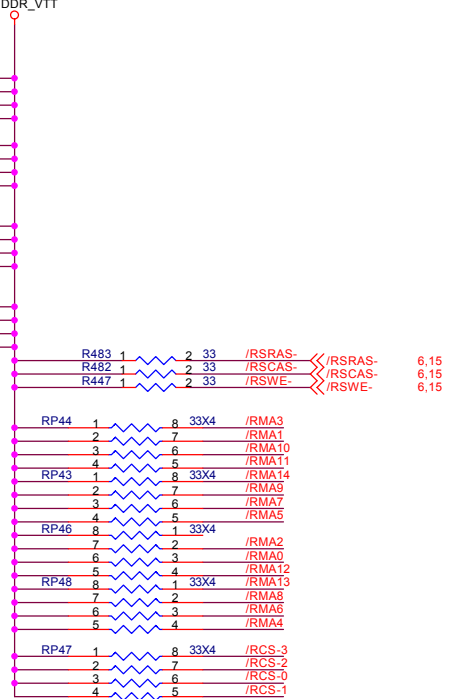 DDR_VTT
R483 1 2 33 /RSRAS- /RSRAS- 6,15
R482 1 2 33 /RSCAS- /RSCAS- 6,15
R447 1 2 33 /RSWE- /RSWE- 6,15
RP44 1 8 33X4 /RMA3
2 7 /RMA1
3 6 /RMA10
4 5 /RMA11
RP43 1 8 33X4 /RMA14
2 7 /RMA9
3 6 /RMA7
4 5 /RMA5
RP46 8 1 33X4
7 2 /RMA2
6 3 /RMA0
5 4 /RMA12
RP48 8 1 33X4 /RMA13
7 2 /RMA8
6 3 /RMA6
5 4 /RMA4
RP47 1 8 33X4 /RCS-3
2 7 /RCS-2
3 6 /RCS-0
4 5 /RCS-1